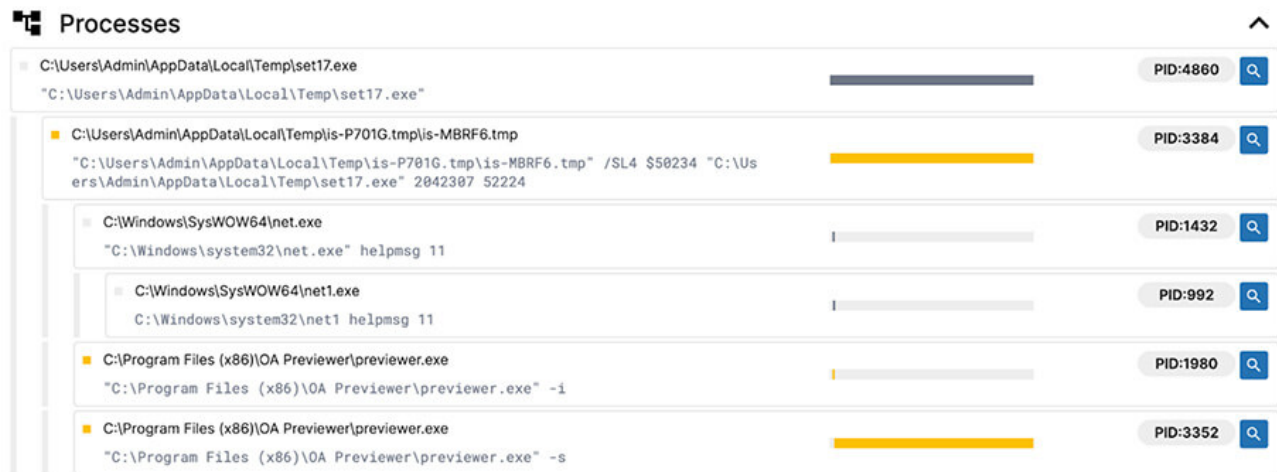 Processes
C:\Users\Admin\AppData\Local\Temp\set17.exe
PID:4860
"C:\Users\Admin\AppData\Local\Temp\set17.exe"
C:\Users\Admin\AppData\Local\Temp\is-P701G.tmp\is-MBRF6.tmp
PID:3384
"C:\Users\Admin\AppData\Local\Temp\is-P701G.tmp\is-MBRF6.tmp" /SL4 $50234 "C:\Us
ers\Admin\AppData\Local\Temp\set17.exe" 2042307 52224
C:\Windows\SysWOW64\net.exe
PID:1432
"C:\Windows\system32\net.exe" helpmsg 11
C:\Windows\SysWOW64\net1.exe
PID:992
C:\Windows\system32\net1 helpmsg 11
C:\Program Files (x86)\OA Previewer\previewer.exe
PID:1980
"C:\Program Files (x86)\OA Previewer\previewer.exe" -i
C:\Program Files (x86)\OA Previewer\previewer.exe
PID:3352
"C:\Program Files (x86)\OA Previewer\previewer.exe" -s